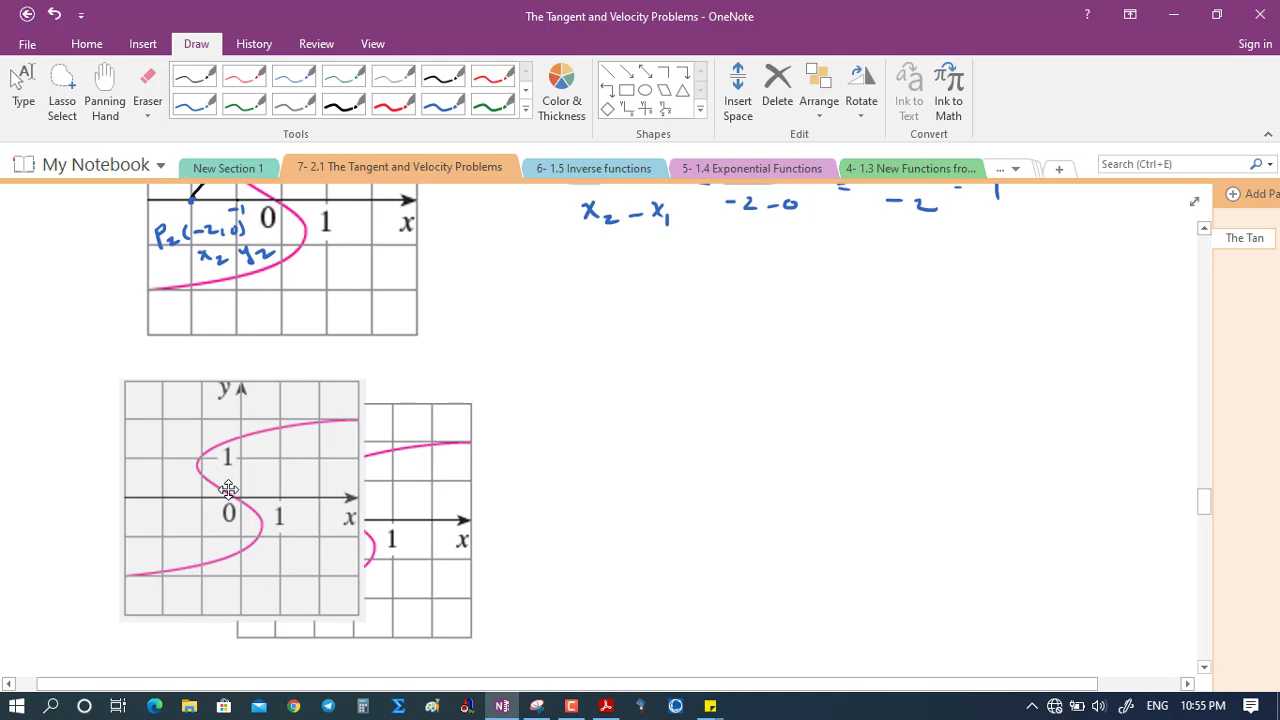 The Tangent and Velocity Problems - OneNote
?
Sign in
File Home Insert Draw History Review View
Type
Lasso Select
Panning Hand
Eraser
Color & Thickness
Insert Space
Delete
Arrange
Rotate
Ink to Text
Ink to Math
Tools
Shapes
Edit
Convert
My Notebook
New Section 1
7- 2.1 The Tangent and Velocity Problems
6- 1.5 Inverse functions
5- 1.4 Exponential Functions
4- 1.3 New Functions fro...
...
Search (Ctrl+E)
Add Pa
The Tan
x2 - x1
-2 - 0
=
-2
-1
0
1
x
P2 (-2, 0)
x2 y2
y
1
0
1
x
1
x
ENG
10:55 PM